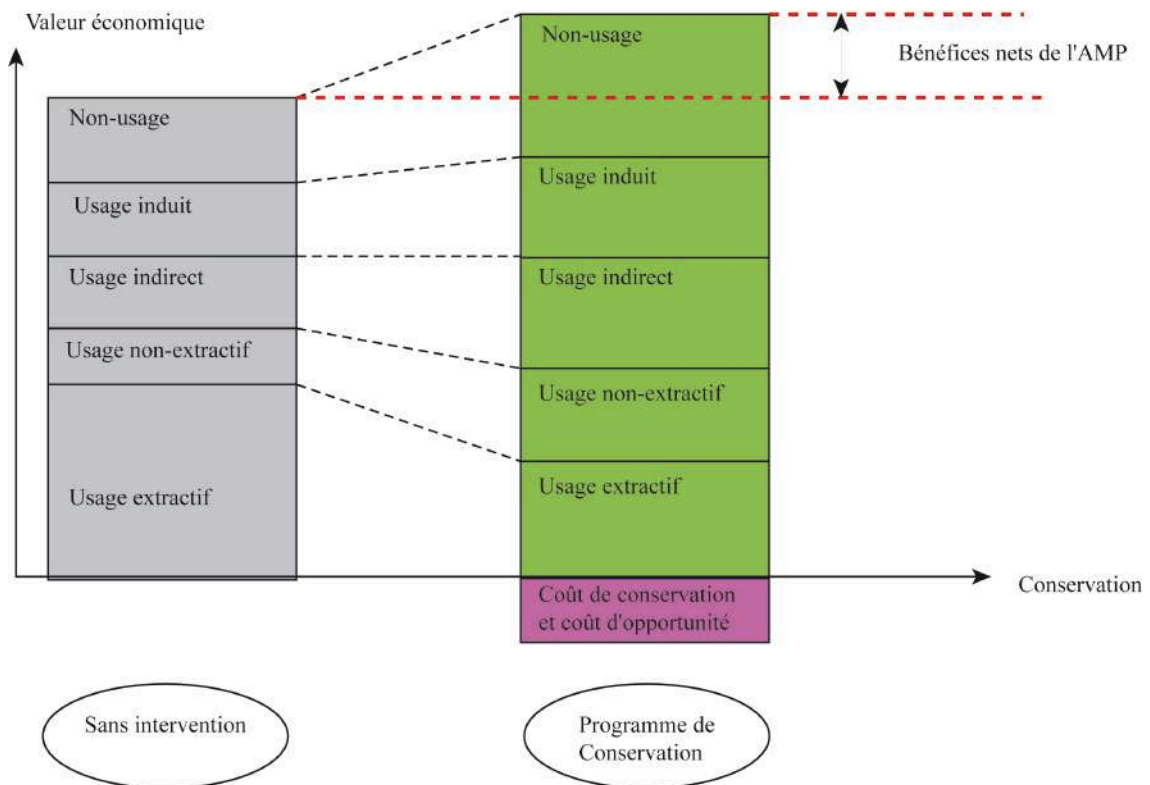 Valeur économique
Non-usage
Usage induit
Usage indirect
Usage non-extractif
Usage extractif
Non-usage
Usage induit
Usage indirect
Usage non-extractif
Usage extractif
Coût de conservation
et coût d'opportunité
Bénéfices nets de l'AMP
Conservation
Sans intervention
Programme de
Conservation